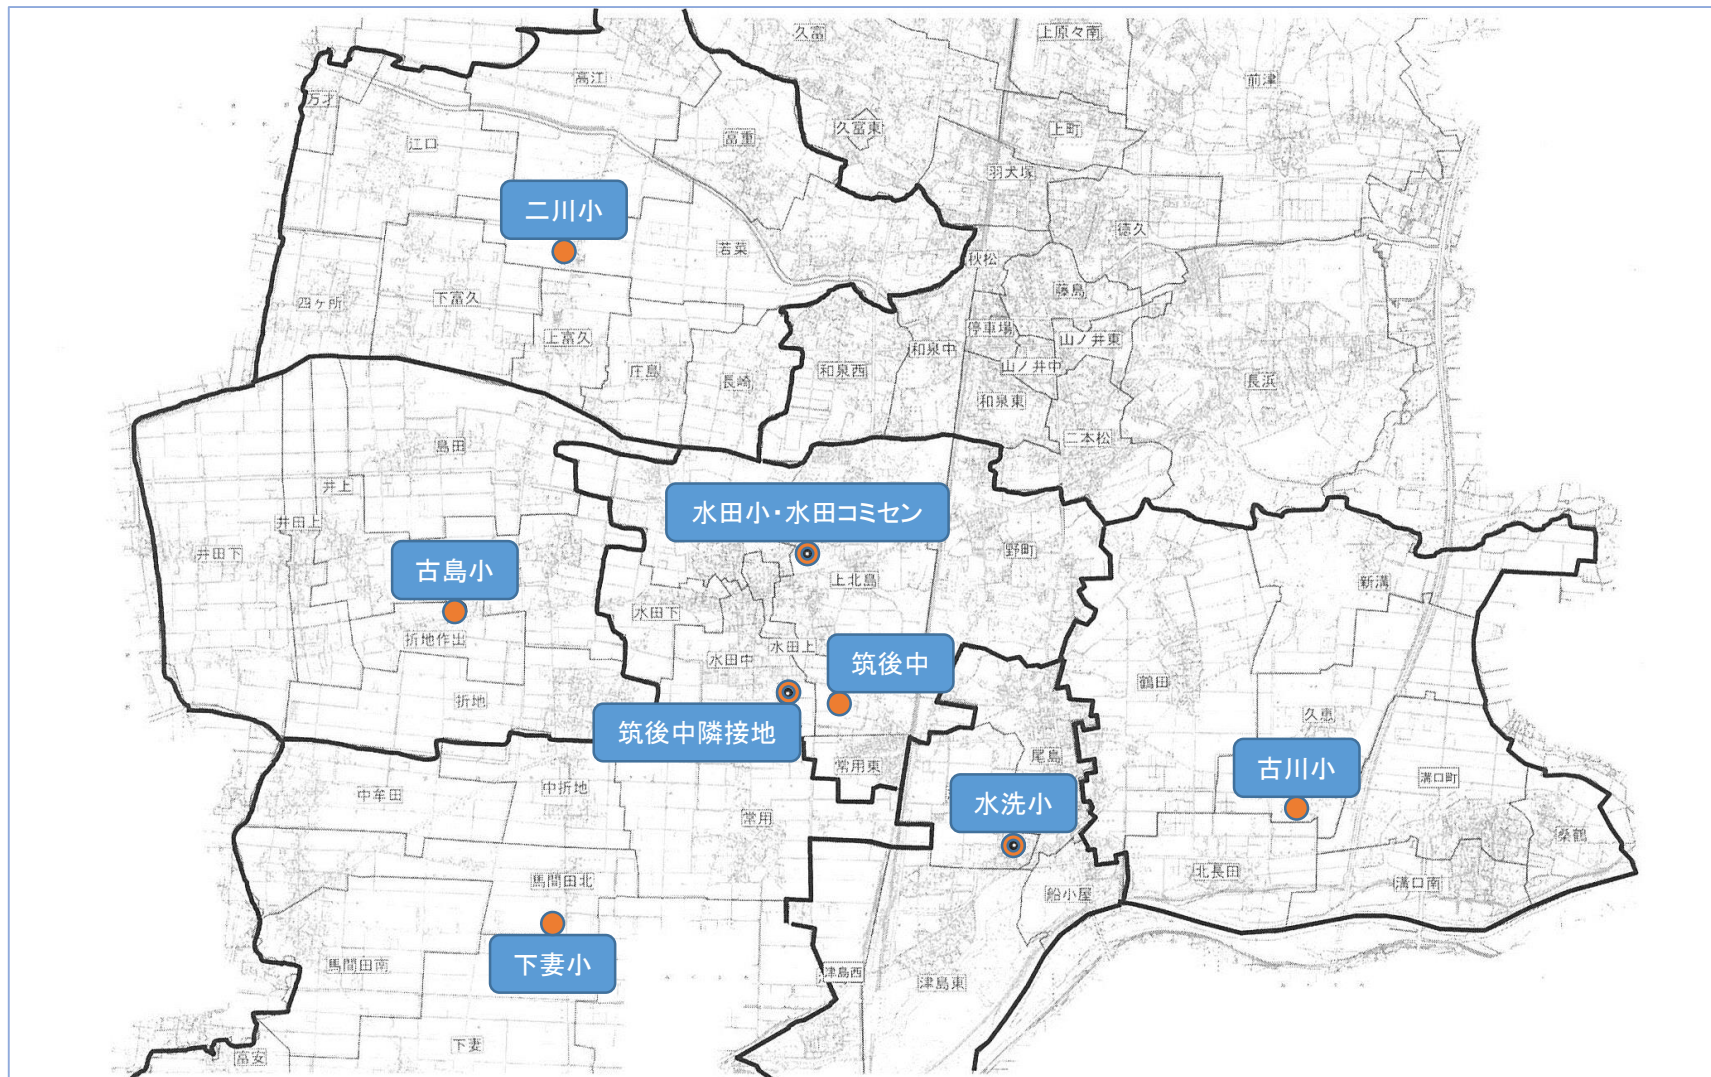 久富
上原々南
高江
前津
万才
久富東
上町
江口
富重
羽犬塚
二川小
徳久
若菜
秋松
四ケ所
下富久
藤島
上富久
停車場
山ノ井東
和泉中
庄島
長崎
和泉西
山ノ井中
長浜
和泉東
二本松
島田
井上
水田小・水田コミセン
井田上
井田下
野町
古島小
上北島
新溝
水田下
折地作出
水田上
水田中
筑後中
鶴田
折地
久恵
筑後中隣接地
尾島
常用東
古川小
溝口町
中牟田
中折地
水洗小
常用
桑鶴
馬間田北
北長田
溝口南
船小屋
下妻小
馬間田南
津島西
津島東
下妻
富安